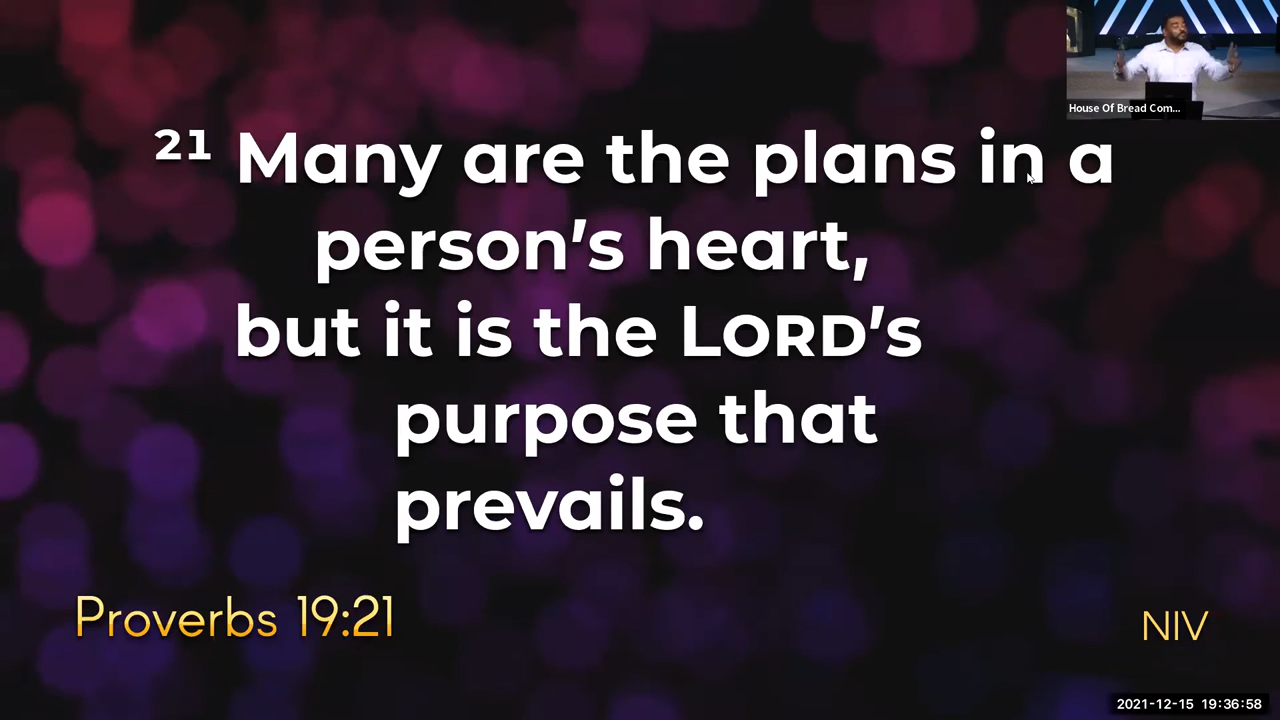 House Of Bread Com...
21 Many are the plans in a
person's heart,
but it is the LORD's
purpose that
prevails.
Proverbs 19:21
NIV
2021-12-15 19:36:58